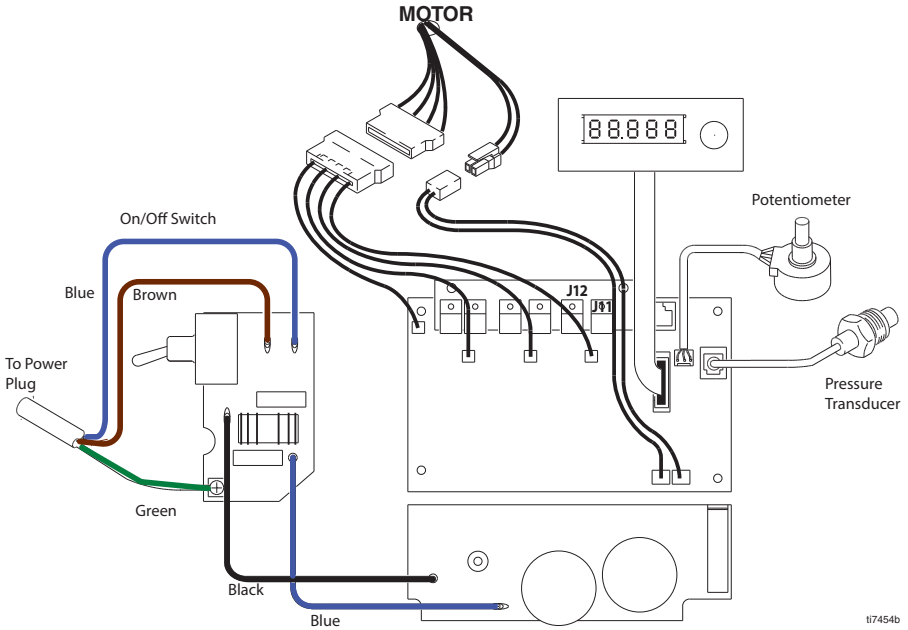 MOTOR
88.888
Potentiometer
On/Off Switch
Blue
Brown
J12
J11
To Power
Plug
Pressure
Transducer
Green
Black
Blue
ti7454b